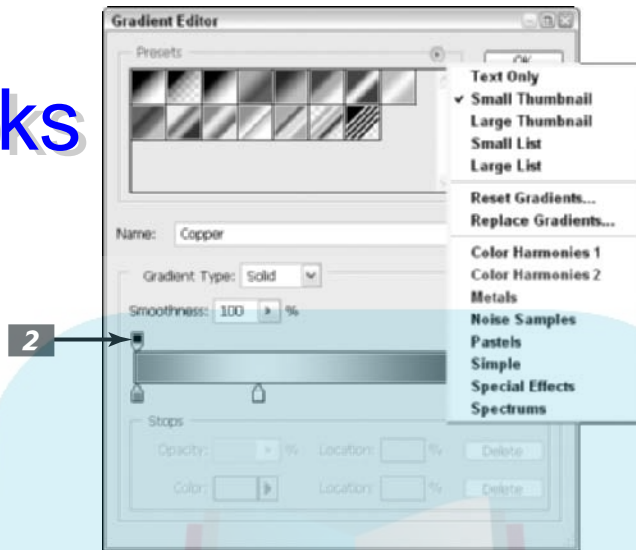 Gradient Editor
Presets
OK
Text Only
Small Thumbnail
Large Thumbnail
Small List
Large List
Reset Gradients...
Replace Gradients...
Color Harmonies 1
Color Harmonies 2
Metals
Noise Samples
Pastels
Simple
Special Effects
Spectrums
ks
Name: Copper
Gradient Type: Solid
Smoothness: 100 %
2
Stops
Opacity: % Location: % Delete
Color: Location: % Delete